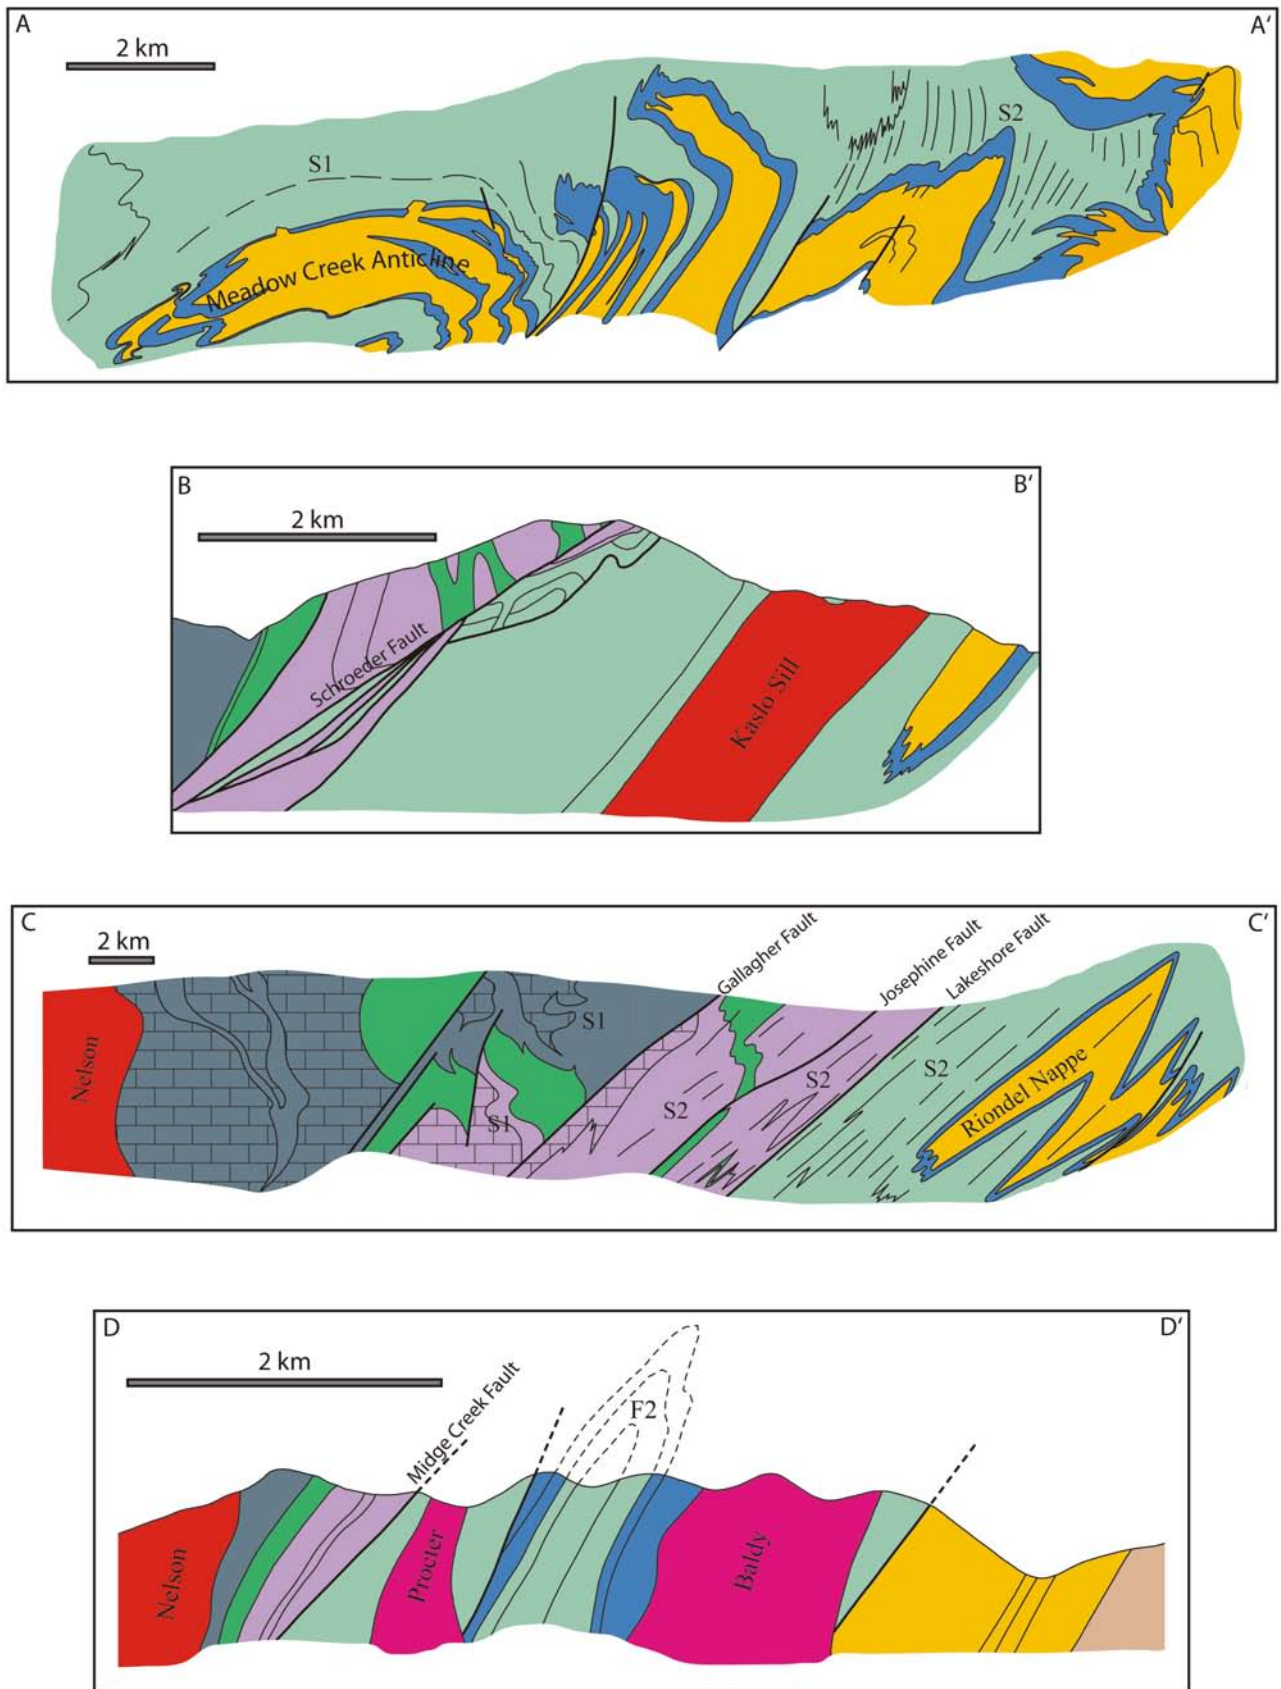 A
A'
2 km
S1
S2
Meadow Creek Anticline
B
B'
2 km
Schroeder Fault
Kaslo Sill
C
C'
2 km
Gallagher Fault
Josephine Fault
Lakeshore Fault
Nelson
S1
S1
S2
S2
S2
Riondel Nappe
D
D'
2 km
Midge Creek Fault
F2
Nelson
Procter
Baldy